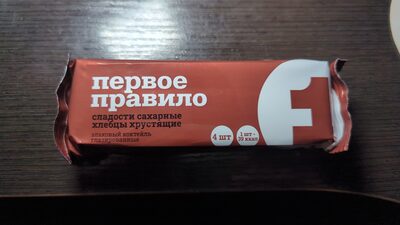 первое
правило
сладости сахарные
хлебцы хрустящие
злаковый коктейль
глазированные
4 шт
1 шт -
39 ккал